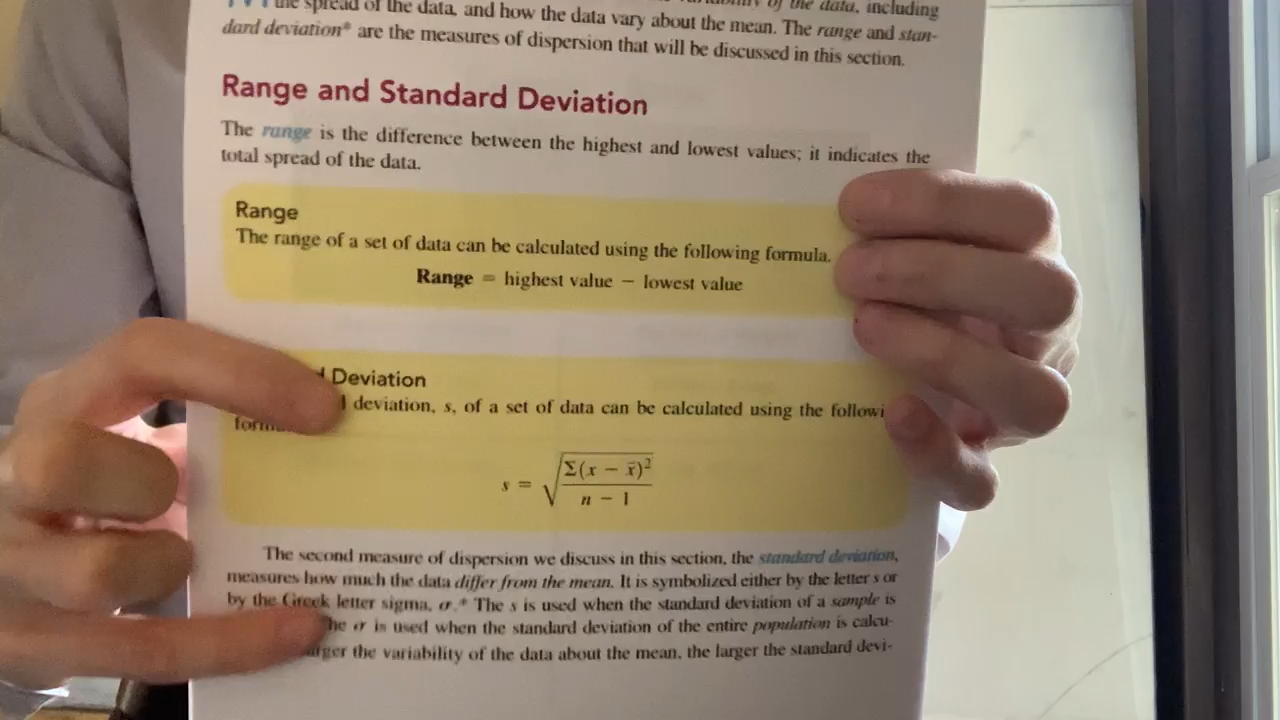 the spread of the data, and how the data vary about the mean. The range and stan-
dard deviation* are the measures of dispersion that will be discussed in this section.
Range and Standard Deviation
The range is the difference between the highest and lowest values; it indicates the
total spread of the data.
Range
The range of a set of data can be calculated using the following formula.
Range = highest value − lowest value
Deviation
deviation, s, of a set of data can be calculated using the followi
s = √(Σ(x − x̄)² / (n − 1))
The second measure of dispersion we discuss in this section, the standard deviation,
measures how much the data differ from the mean. It is symbolized either by the letter s or
by the Greek letter sigma, σ.* The s is used when the standard deviation of a sample is
he σ is used when the standard deviation of the entire population is calcu-
arger the variability of the data about the mean, the larger the standard devi-